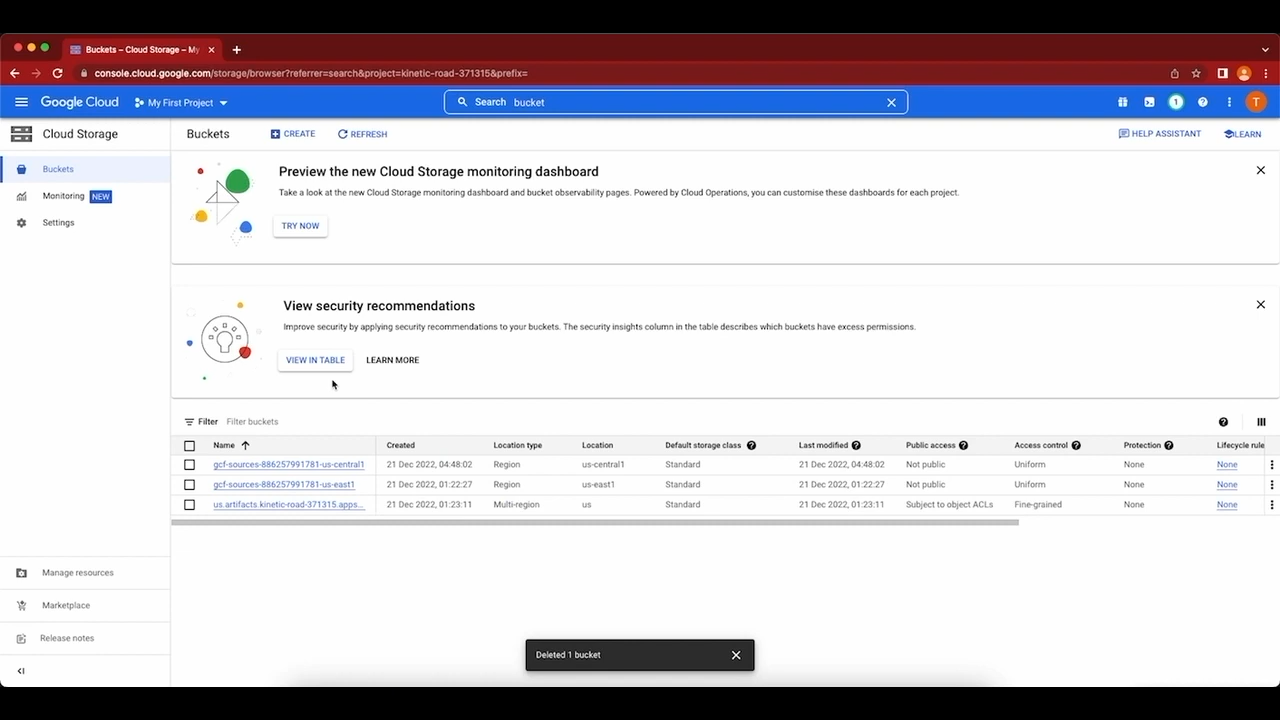 Buckets – Cloud Storage – My
console.cloud.google.com/storage/browser?referrer=search&project=kinetic-road-371315&prefix=
Google Cloud My First Project Search bucket 1 T
Cloud Storage Buckets CREATE REFRESH HELP ASSISTANT LEARN
Buckets
Monitoring NEW
Settings
Preview the new Cloud Storage monitoring dashboard
Take a look at the new Cloud Storage monitoring dashboard and bucket observability pages. Powered by Cloud Operations, you can customise these dashboards for each project.
TRY NOW
View security recommendations
Improve security by applying security recommendations to your buckets. The security insights column in the table describes which buckets have excess permissions.
VIEW IN TABLE LEARN MORE
Filter Filter buckets
Name Created Location type Location Default storage class Last modified Public access Access control Protection Lifecycle rule
gcf-sources-886257991781-us-central1 21 Dec 2022, 04:48:02 Region us-central1 Standard 21 Dec 2022, 04:48:02 Not public Uniform None None
gcf-sources-886257991781-us-east1 21 Dec 2022, 01:22:27 Region us-east1 Standard 21 Dec 2022, 01:22:27 Not public Uniform None None
us.artifacts.kinetic-road-371315.apps... 21 Dec 2022, 01:23:11 Multi-region us Standard 21 Dec 2022, 01:23:11 Subject to object ACLs Fine-grained None None
Manage resources
Marketplace
Release notes
Deleted 1 bucket